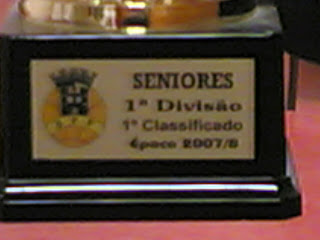 SENIORES
1ª Divisão
1º Classificado
Época 2007/8